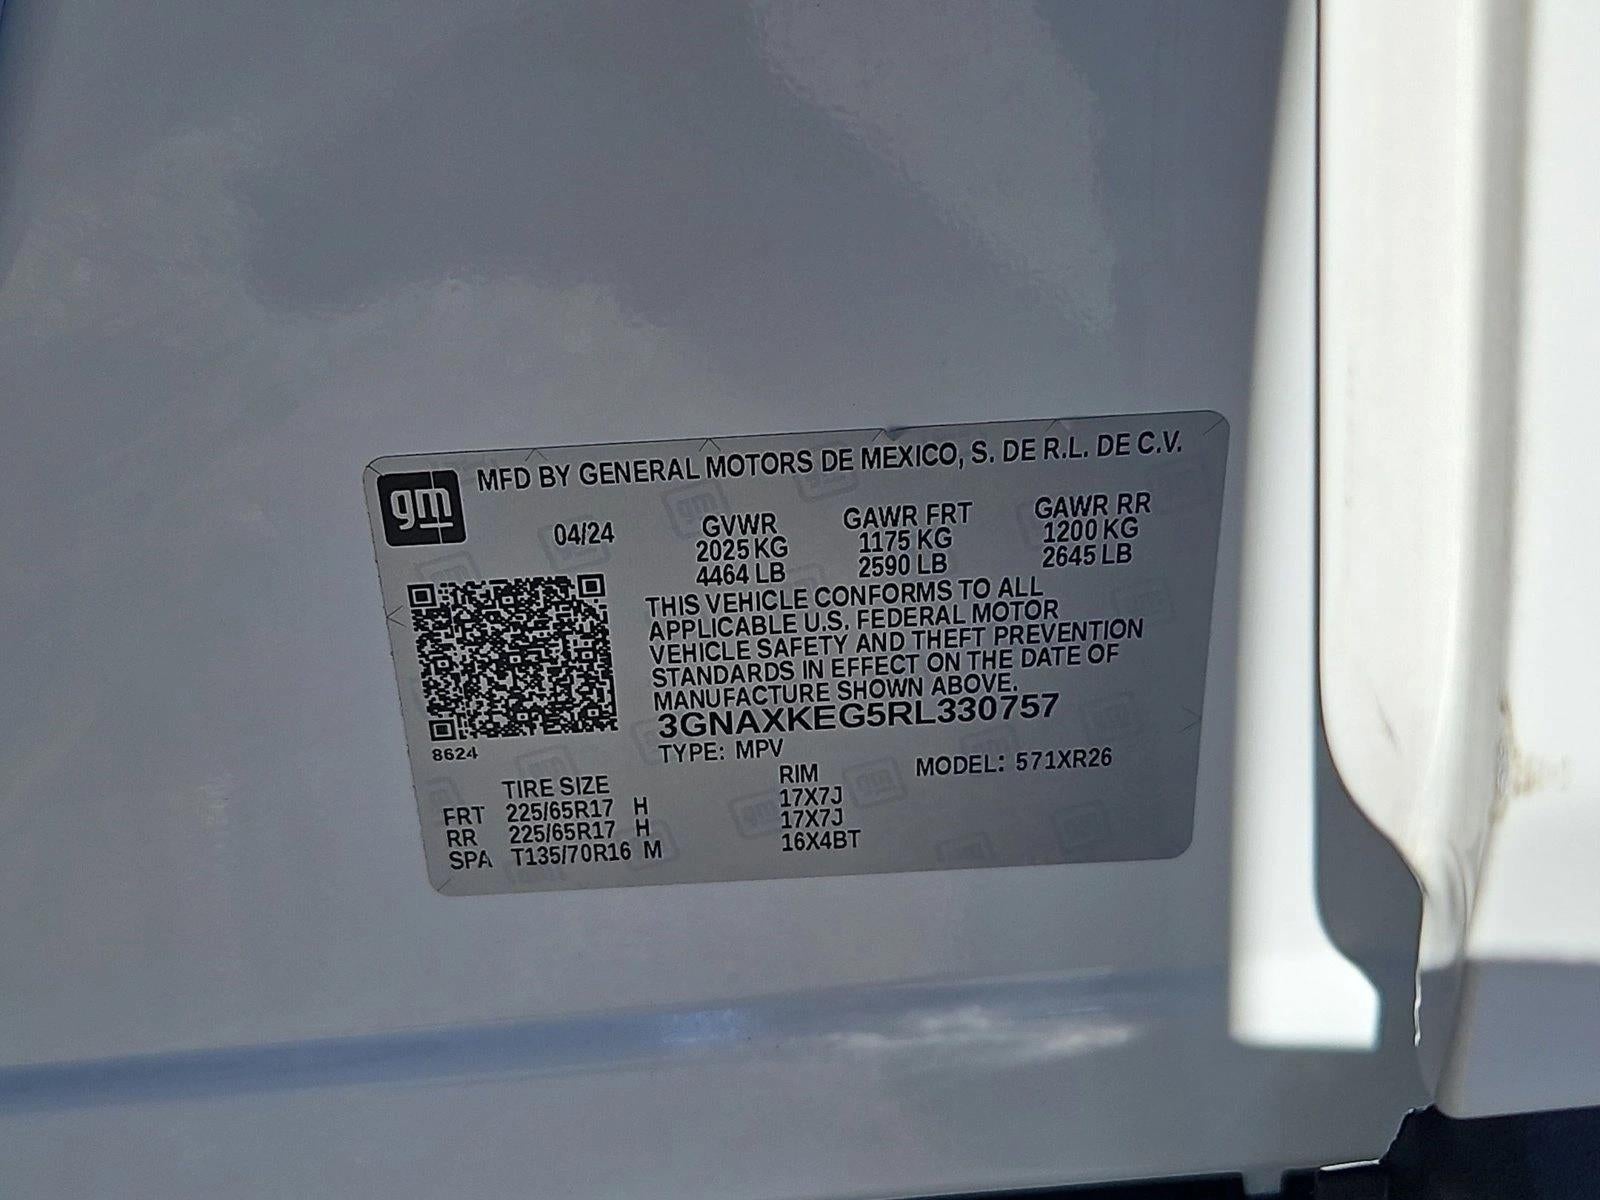 gm
MFD BY GENERAL MOTORS DE MEXICO, S. DE R.L. DE C.V.
04/24 GVWR GAWR FRT GAWR RR
2025 KG 1175 KG 1200 KG
4464 LB 2590 LB 2645 LB
THIS VEHICLE CONFORMS TO ALL
APPLICABLE U.S. FEDERAL MOTOR
VEHICLE SAFETY AND THEFT PREVENTION
STANDARDS IN EFFECT ON THE DATE OF
MANUFACTURE SHOWN ABOVE.
3GNAXKEG5RL330757
8624
TYPE: MPV MODEL: 571XR26
TIRE SIZE RIM
FRT 225/65R17 H 17X7J
RR 225/65R17 H 17X7J
SPA T135/70R16 M 16X4BT